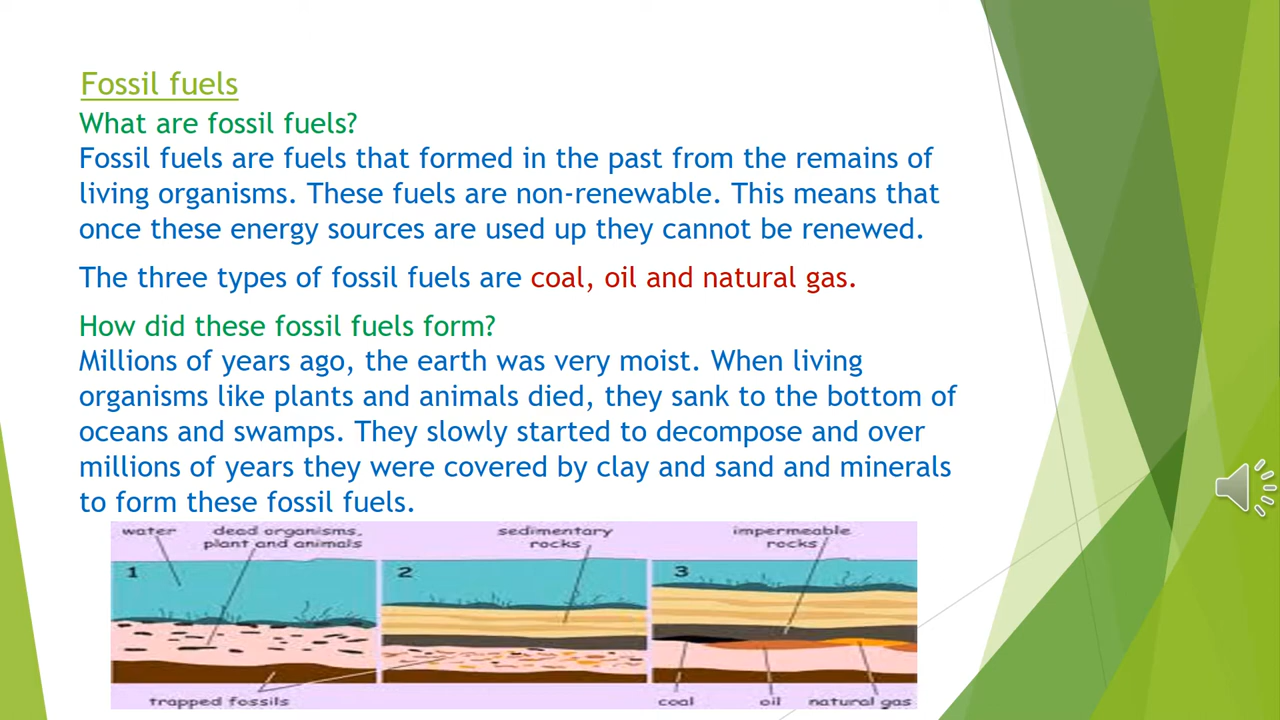 Fossil fuels
What are fossil fuels?
Fossil fuels are fuels that formed in the past from the remains of
living organisms. These fuels are non-renewable. This means that
once these energy sources are used up they cannot be renewed.
The three types of fossil fuels are coal, oil and natural gas.
How did these fossil fuels form?
Millions of years ago, the earth was very moist. When living
organisms like plants and animals died, they sank to the bottom of
oceans and swamps. They slowly started to decompose and over
millions of years they were covered by clay and sand and minerals
to form these fossil fuels.
water
dead organisms,
plant and animals
sedimentary
rocks
impermeable
rocks
1
2
3
trapped fossils
coal
oil
natural gas